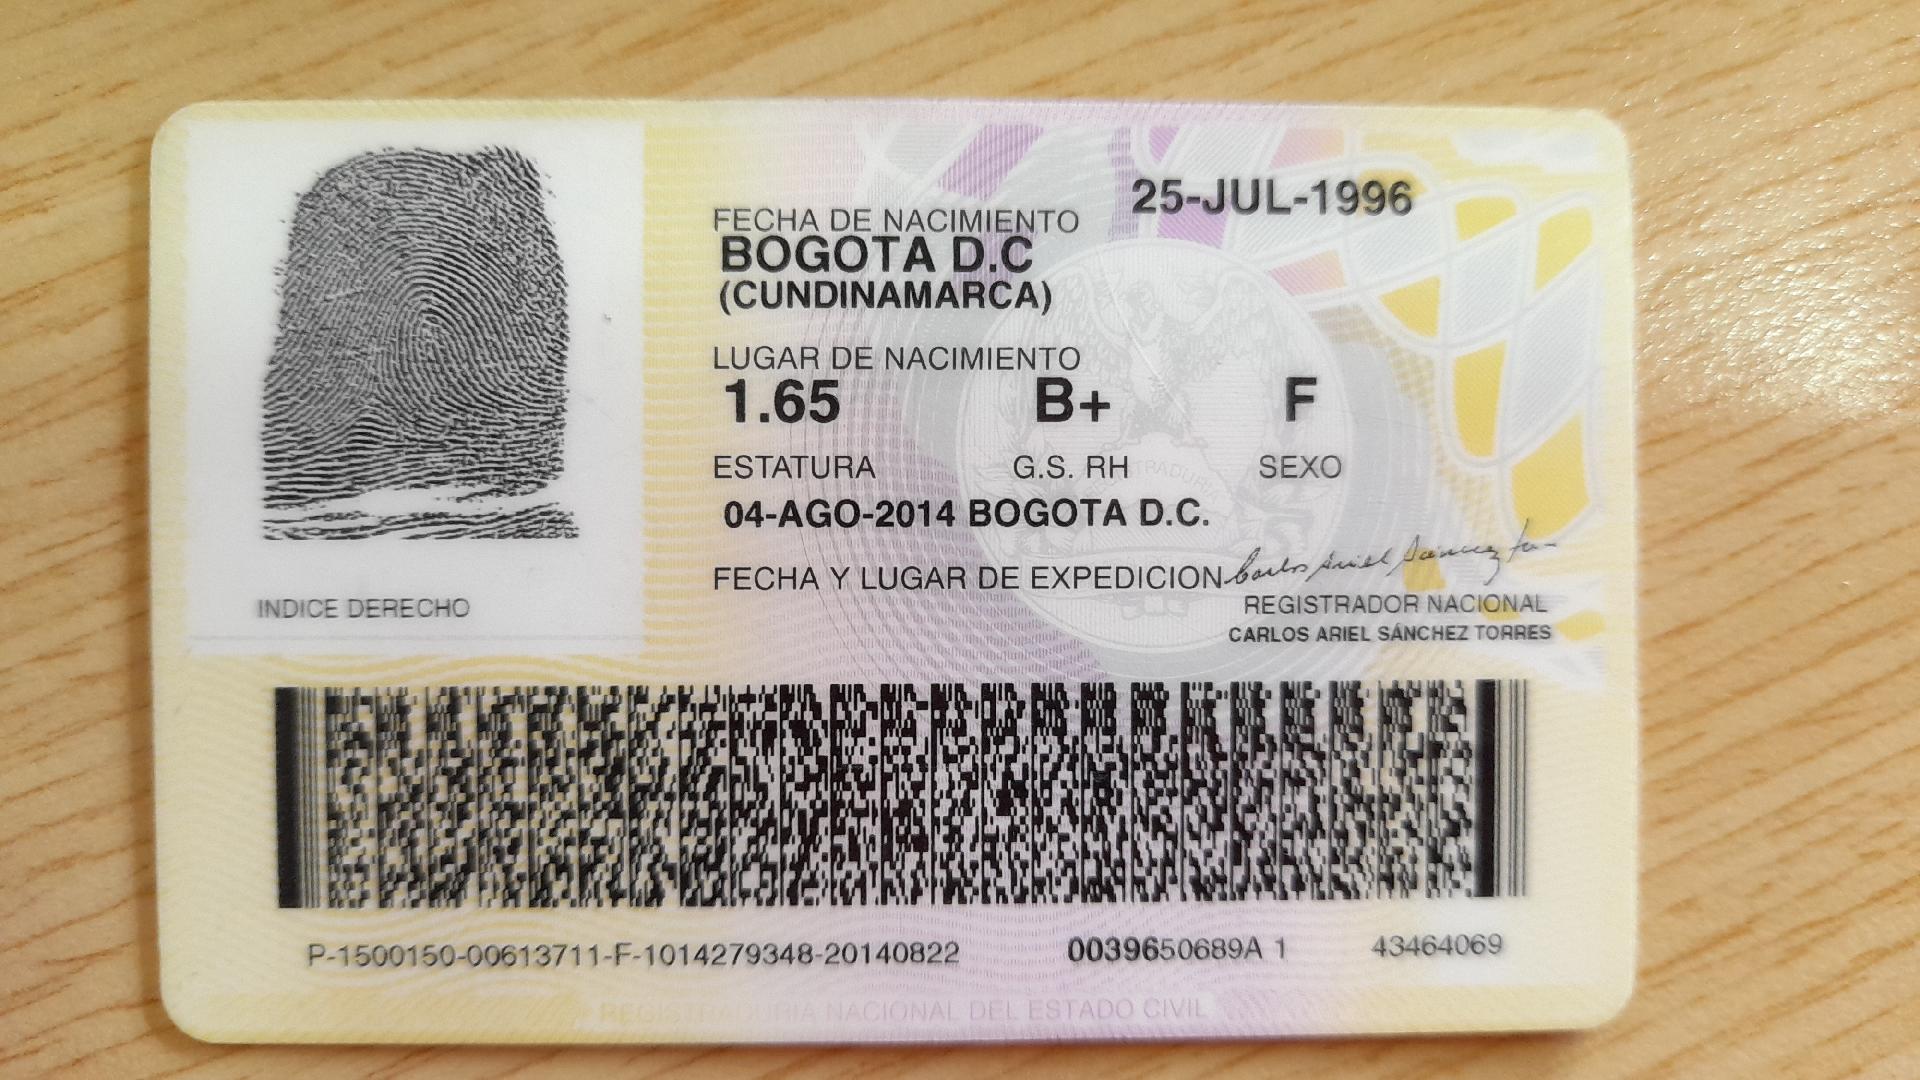 25-JUL-1996
FECHA DE NACIMIENTO
BOGOTA D.C
(CUNDINAMARCA)
LUGAR DE NACIMIENTO
1.65 B+ F
ESTATURA G.S. RH SEXO
04-AGO-2014 BOGOTA D.C.
FECHA Y LUGAR DE EXPEDICION
Carlos Ariel Sánchez
REGISTRADOR NACIONAL
CARLOS ARIEL SÁNCHEZ TORRES
INDICE DERECHO
P-1500150-00613711-F-1014279348-20140822 0039650689A 1 43464069
REGISTRADURIA NACIONAL DEL ESTADO CIVIL